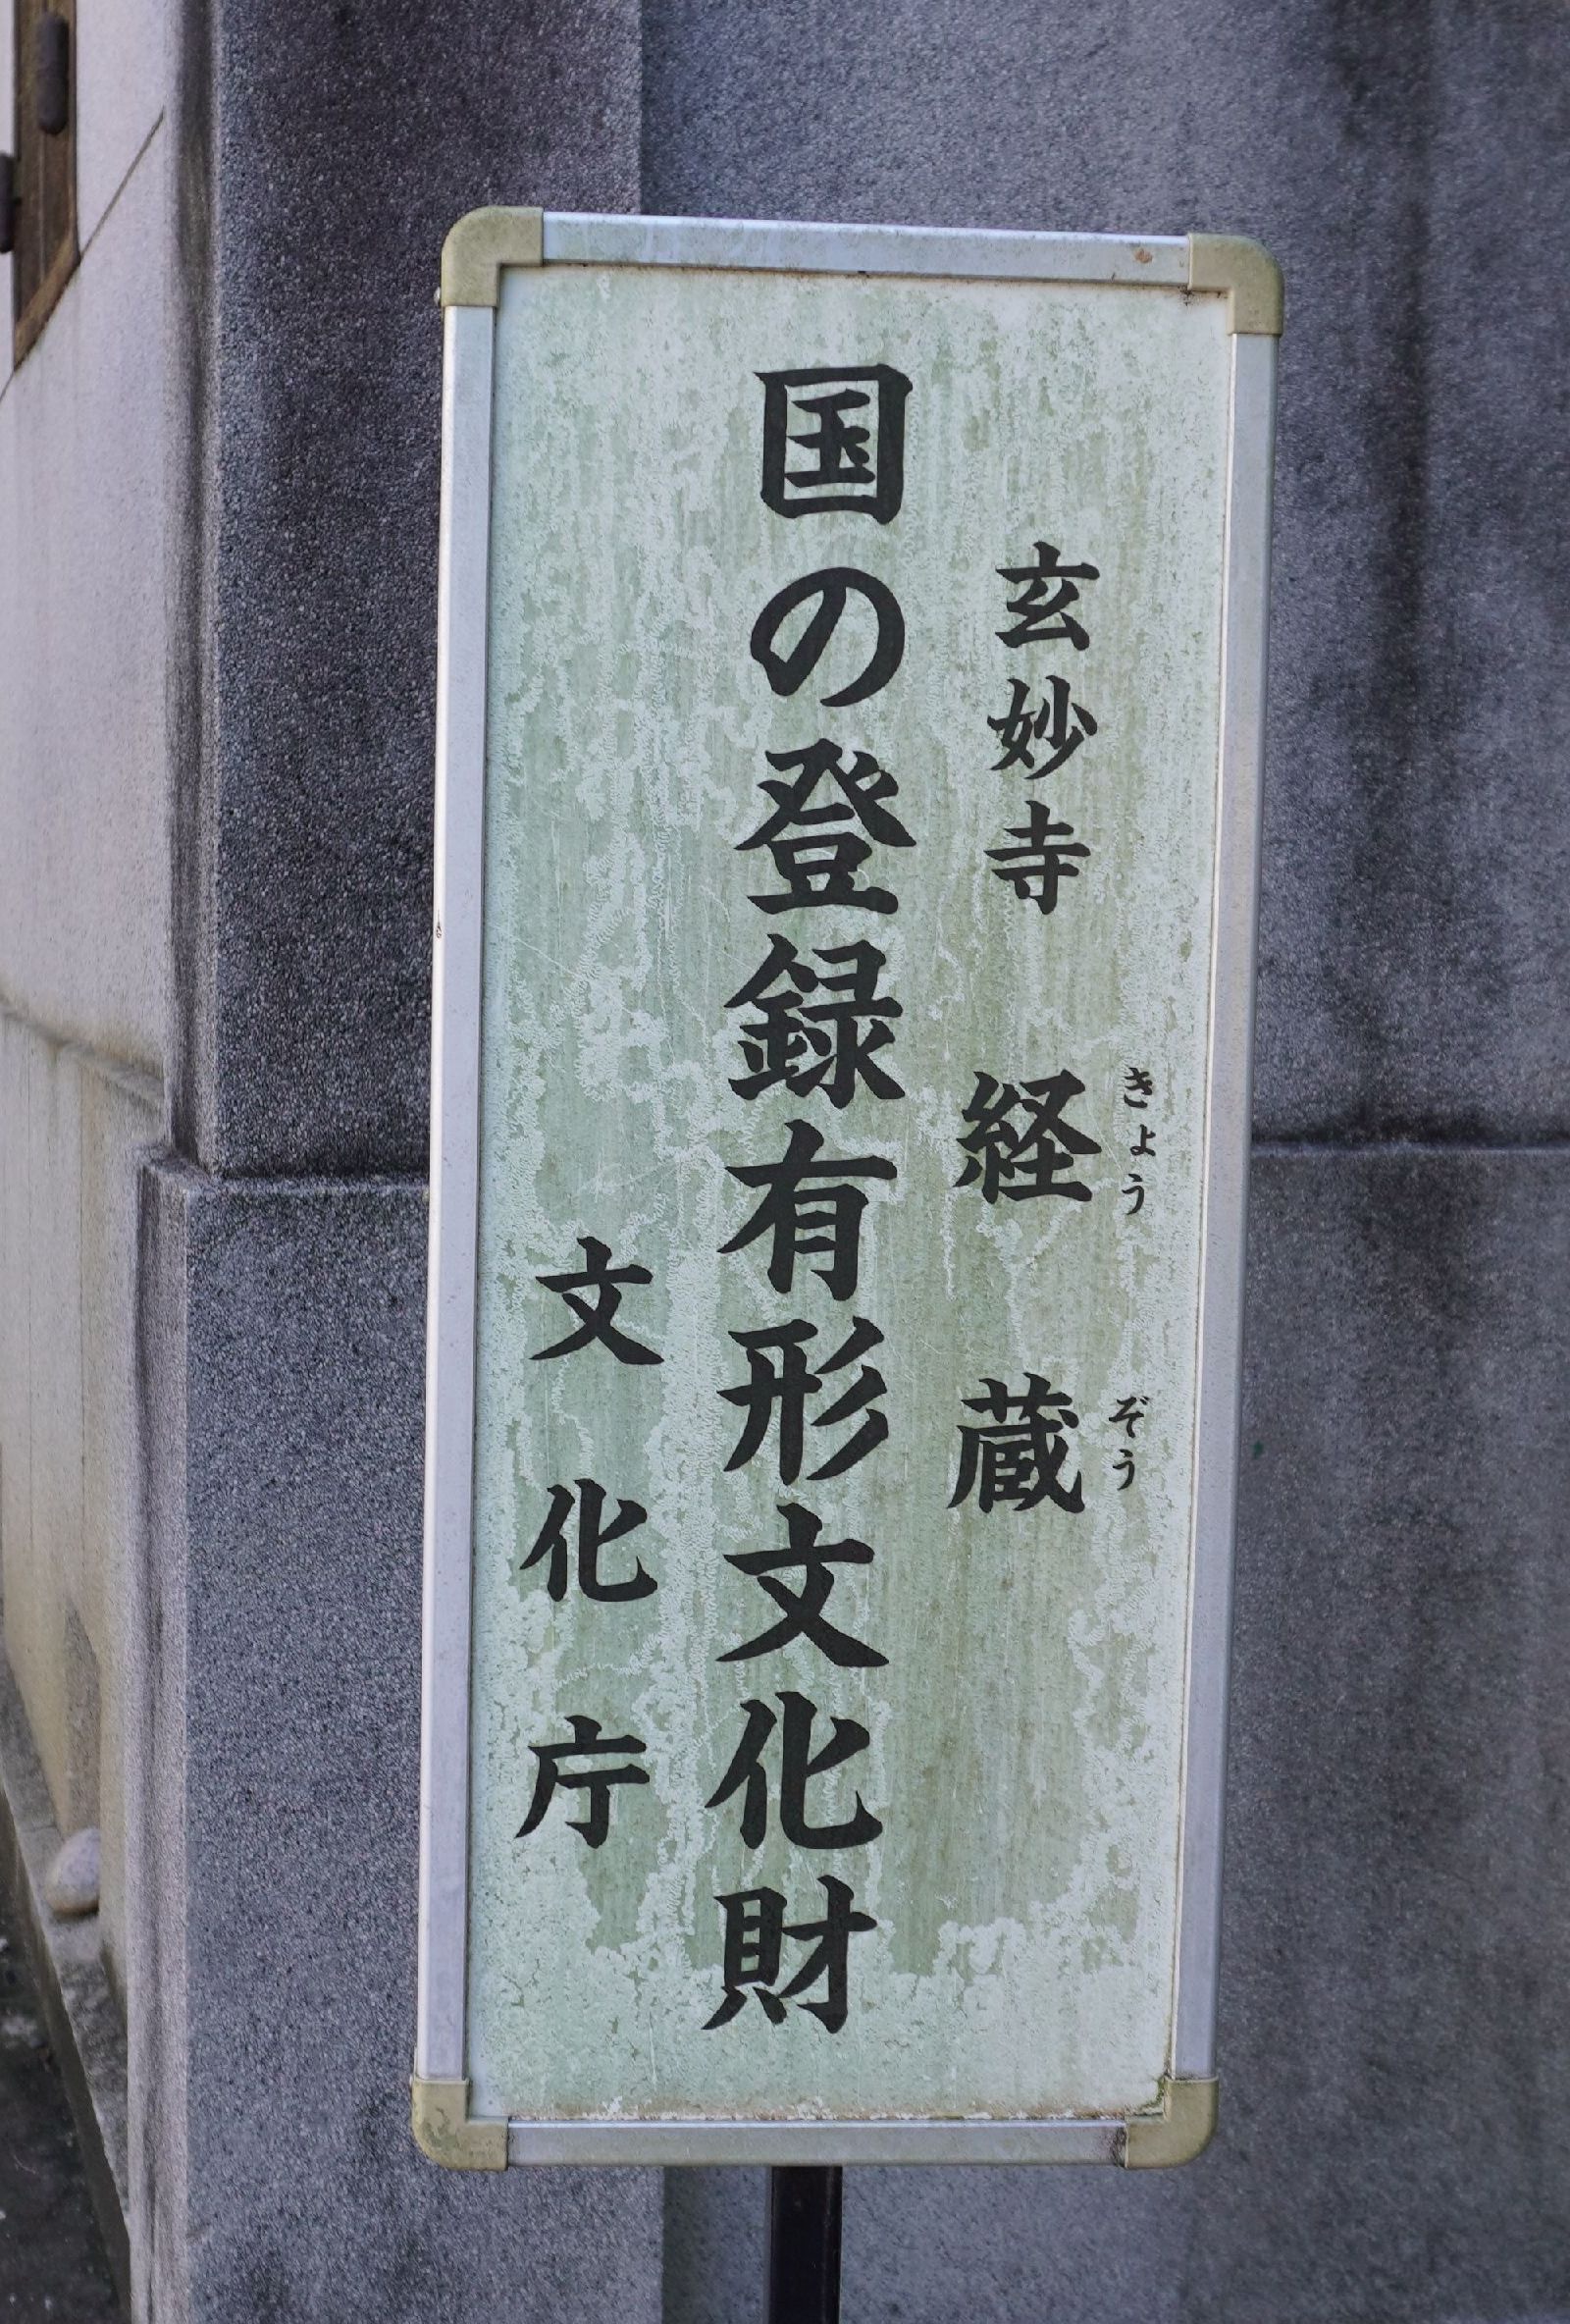 玄妙寺 経蔵
きょう ぞう
国の登録有形文化財
文化庁